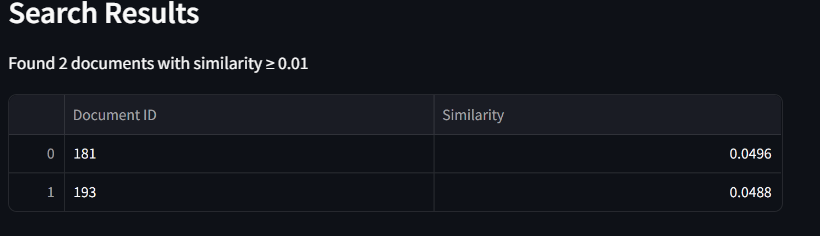 Search Results
Found 2 documents with similarity ≥ 0.01
Document ID Similarity
0 181 0.0496
1 193 0.0488